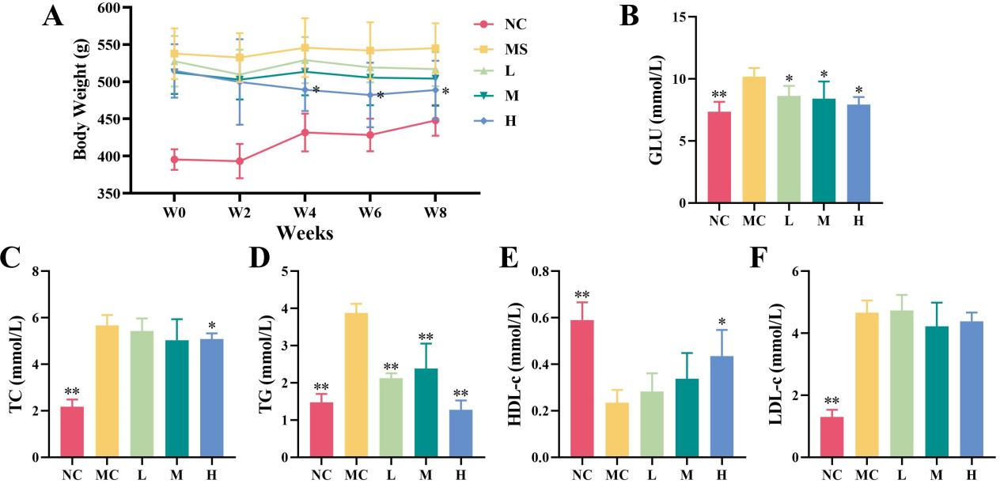 A
Body Weight (g)
600
550
500
450
400
350
W0 W2 W4 W6 W8
Weeks
* * *
NC
MS
L
M
H
B
GLU (mmol/L)
15
10
5
0
** * * *
NC MC L M H
C
TC (mmol/L)
8
6
4
2
0
** *
NC MC L M H
D
TG (mmol/L)
5
4
3
2
1
0
** ** ** **
NC MC L M H
E
HDL-c (mmol/L)
0.8
0.6
0.4
0.2
0.0
** *
NC MC L M H
F
LDL-c (mmol/L)
6
4
2
0
**
NC MC L M H